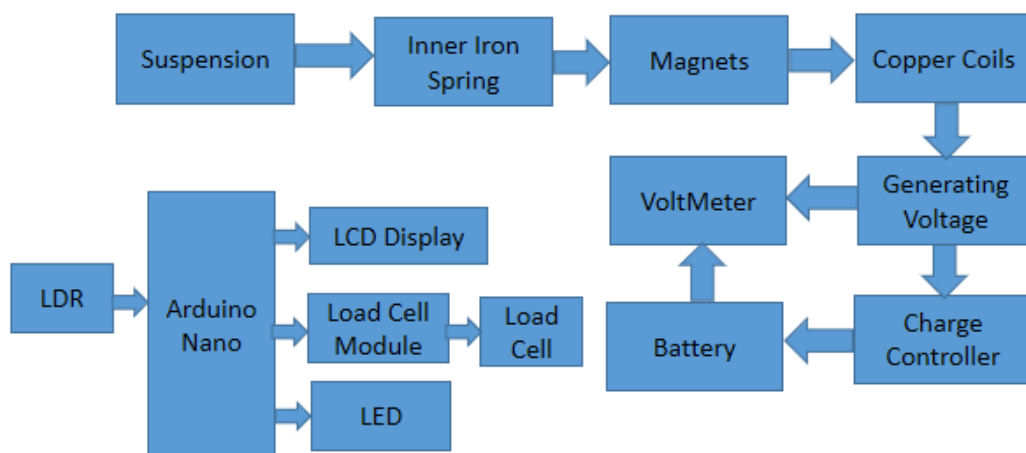 Suspension
Inner Iron
Spring
Magnets
Copper Coils
VoltMeter
Generating
Voltage
LCD Display
LDR
Arduino
Nano
Load Cell
Module
Load
Cell
Battery
Charge
Controller
LED